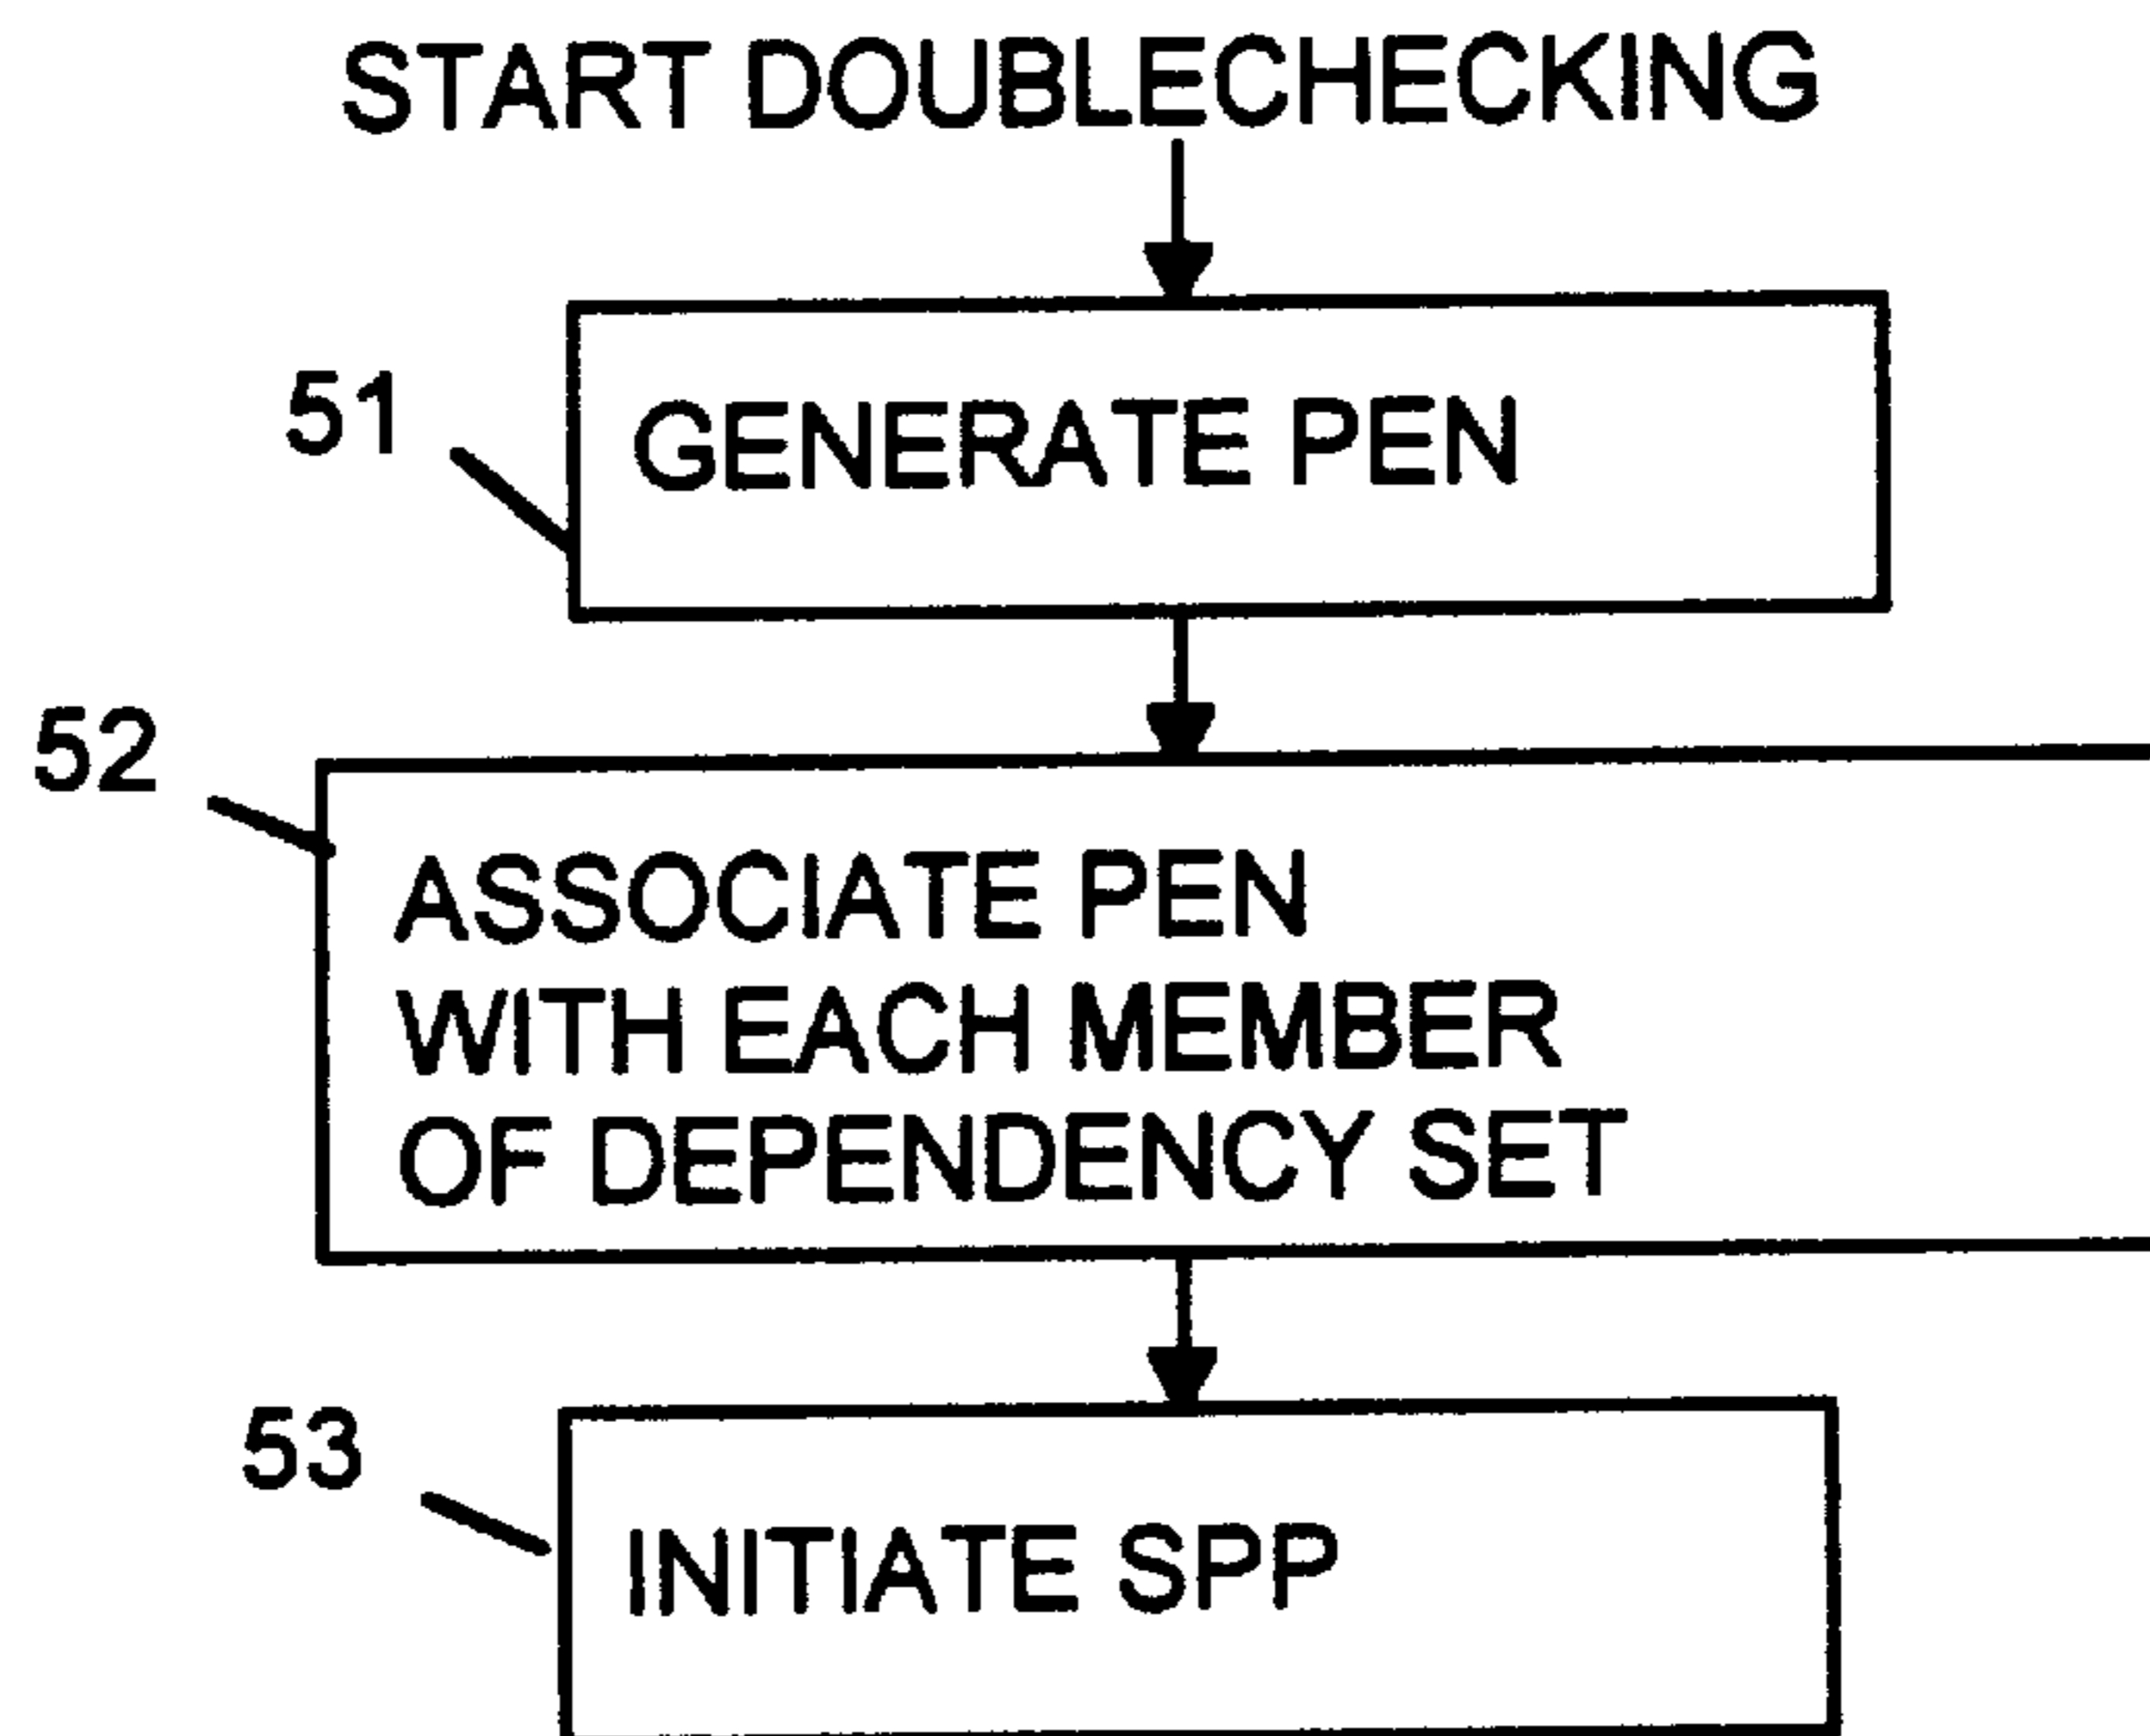 START DOUBLECHECKING
51
GENERATE PEN
52
ASSOCIATE PEN
WITH EACH MEMBER
OF DEPENDENCY SET
53
INITIATE SPP